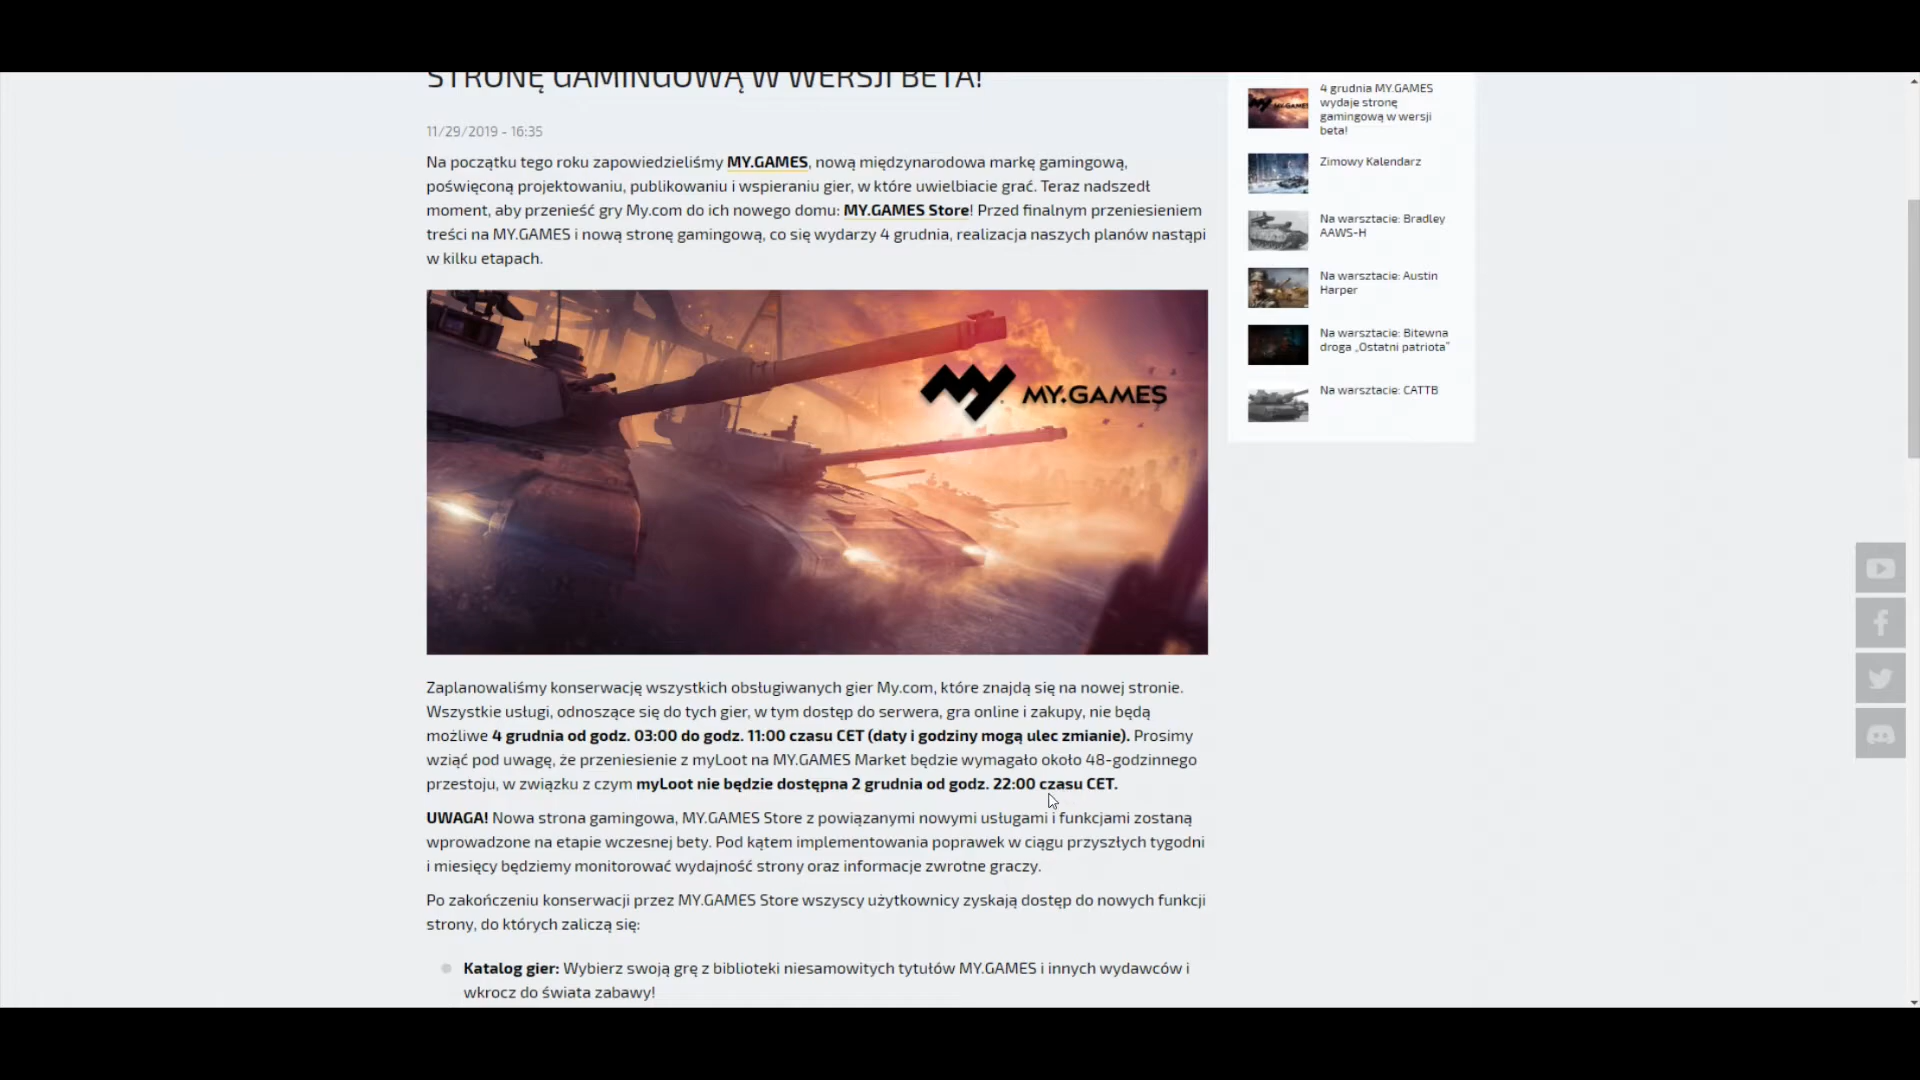 STRONĘ GAMINGOWĄ W WERSJI BETA!
11/29/2019 - 16:35
Na początku tego roku zapowiedzieliśmy MY.GAMES, nową międzynarodowa markę gamingową,
poświęconą projektowaniu, publikowaniu i wspieraniu gier, w które uwielbiacie grać. Teraz nadszedł
moment, aby przenieść gry My.com do ich nowego domu: MY.GAMES Store! Przed finalnym przeniesieniem
treści na MY.GAMES i nową stronę gamingową, co się wydarzy 4 grudnia, realizacja naszych planów nastąpi
w kilku etapach.
MY.GAMES
Zaplanowaliśmy konserwację wszystkich obsługiwanych gier My.com, które znajdą się na nowej stronie.
Wszystkie usługi, odnoszące się do tych gier, w tym dostęp do serwera, gra online i zakupy, nie będą
możliwe 4 grudnia od godz. 03:00 do godz. 11:00 czasu CET (daty i godziny mogą ulec zmianie). Prosimy
wziąć pod uwagę, że przeniesienie z myLoot na MY.GAMES Market będzie wymagało około 48-godzinnego
przestoju, w związku z czym myLoot nie będzie dostępna 2 grudnia od godz. 22:00 czasu CET.
UWAGA! Nowa strona gamingowa, MY.GAMES Store z powiązanymi nowymi usługami i funkcjami zostaną
wprowadzone na etapie wczesnej bety. Pod kątem implementowania poprawek w ciągu przyszłych tygodni
i miesięcy będziemy monitorować wydajność strony oraz informacje zwrotne graczy.
Po zakończeniu konserwacji przez MY.GAMES Store wszyscy użytkownicy zyskają dostęp do nowych funkcji
strony, do których zaliczą się:
Katalog gier: Wybierz swoją grę z biblioteki niesamowitych tytułów MY.GAMES i innych wydawców i
wkrocz do świata zabawy!
4 grudnia MY.GAMES
wydaje stronę
gamingową w wersji
beta!
Zimowy Kalendarz
Na warsztacie: Bradley
AAWS-H
Na warsztacie: Austin
Harper
Na warsztacie: Bitewna
droga „Ostatni patriota”
Na warsztacie: CATTB